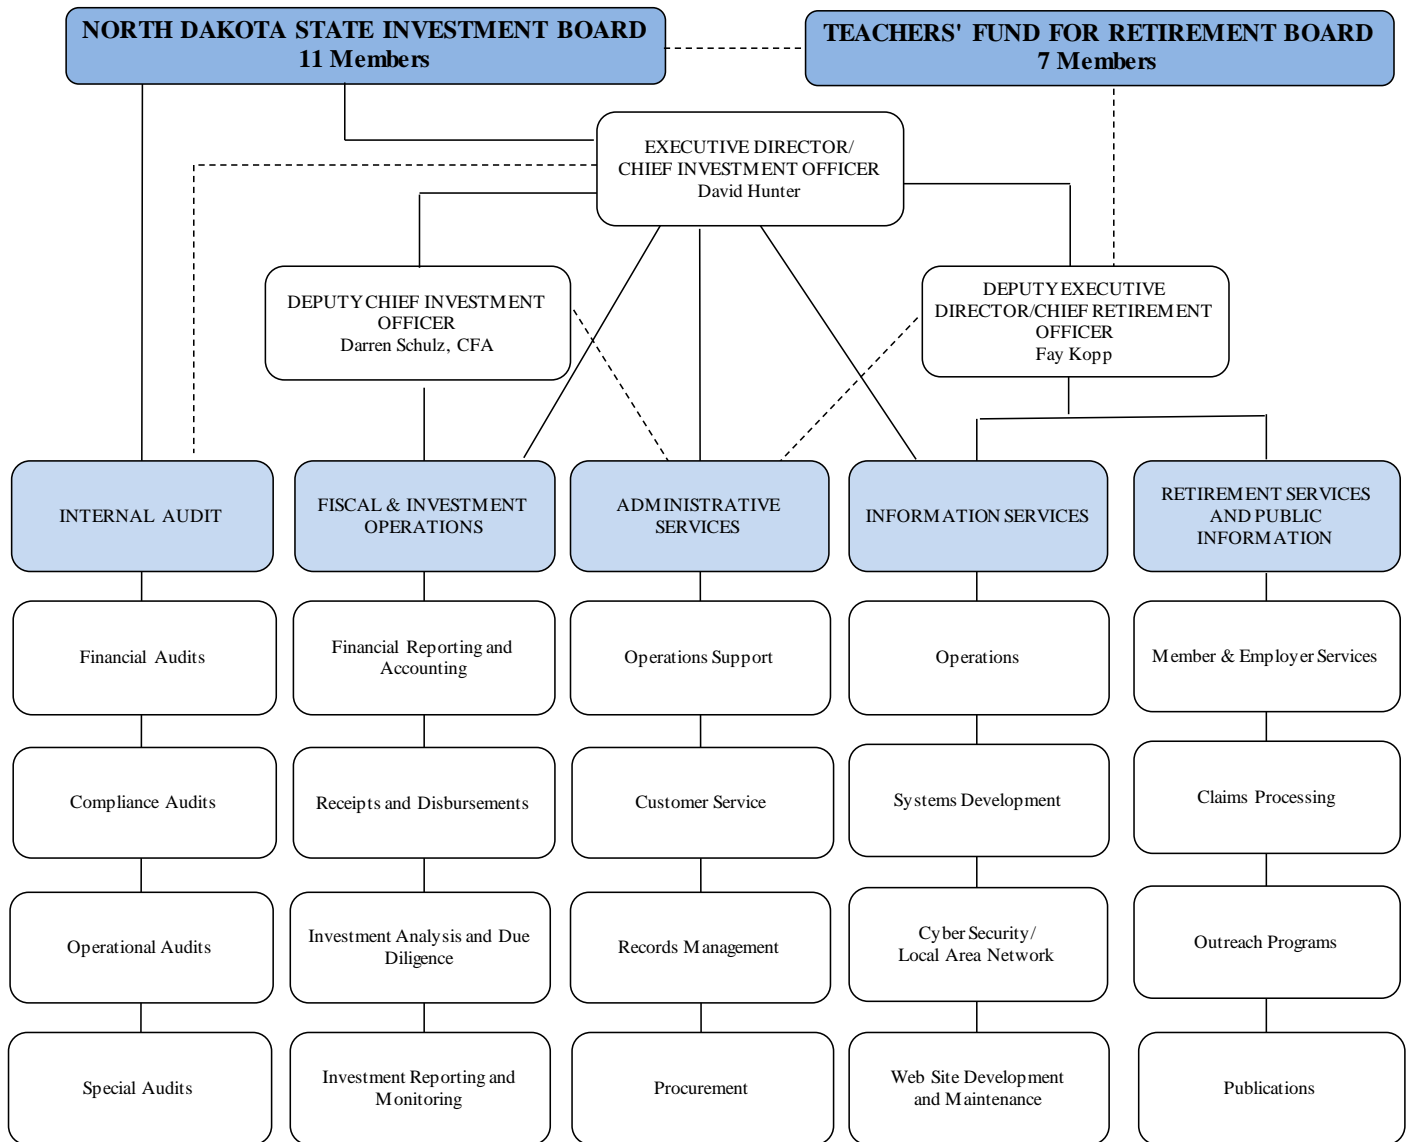 NORTH DAKOTA STATE INVESTMENT BOARD
11 Members
TEACHERS' FUND FOR RETIREMENT BOARD
7 Members
EXECUTIVE DIRECTOR/
CHIEF INVESTMENT OFFICER
David Hunter
DEPUTY CHIEF INVESTMENT
OFFICER
Darren Schulz, CFA
DEPUTY EXECUTIVE
DIRECTOR/CHIEF RETIREMENT
OFFICER
Fay Kopp
INTERNAL AUDIT
FISCAL & INVESTMENT
OPERATIONS
ADMINISTRATIVE
SERVICES
INFORMATION SERVICES
RETIREMENT SERVICES
AND PUBLIC
INFORMATION
Financial Audits
Financial Reporting and
Accounting
Operations Support
Operations
Member & Employer Services
Compliance Audits
Receipts and Disbursements
Customer Service
Systems Development
Claims Processing
Operational Audits
Investment Analysis and Due
Diligence
Records Management
Cyber Security/
Local Area Network
Outreach Programs
Special Audits
Investment Reporting and
Monitoring
Procurement
Web Site Development
and Maintenance
Publications